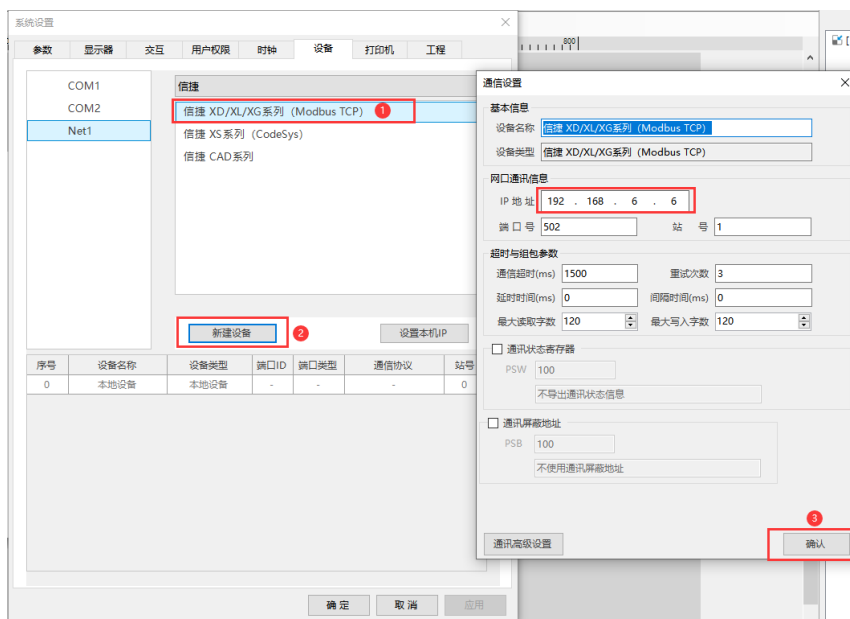 系统设置
参数 显示器 交互 用户权限 时钟 设备 打印机 工程
COM1
COM2
Net1
信捷
信捷 XD/XL/XG系列（Modbus TCP） 1
信捷 XS系列（CodeSys）
信捷 CAD系列
新建设备 2 设置本机IP
序号 设备名称 设备类型 端口ID 端口类型 通信协议 站号
0 本地设备 本地设备 - - - 0
确定 取消 应用
800
通信设置
基本信息
设备名称 信捷 XD/XL/XG系列（Modbus TCP）
设备类型 信捷 XD/XL/XG系列（Modbus TCP）
网口通讯信息
IP 地址 192 . 168 . 6 . 6
端口号 502 站 号 1
超时与组包参数
通信超时(ms) 1500 重试次数 3
延时时间(ms) 0 间隔时间(ms) 0
最大读取字数 120 最大写入字数 120
通讯状态寄存器
PSW 100
不导出通讯状态信息
通讯屏蔽地址
PSB 100
不使用通讯屏蔽地址
3
通讯高级设置 确认